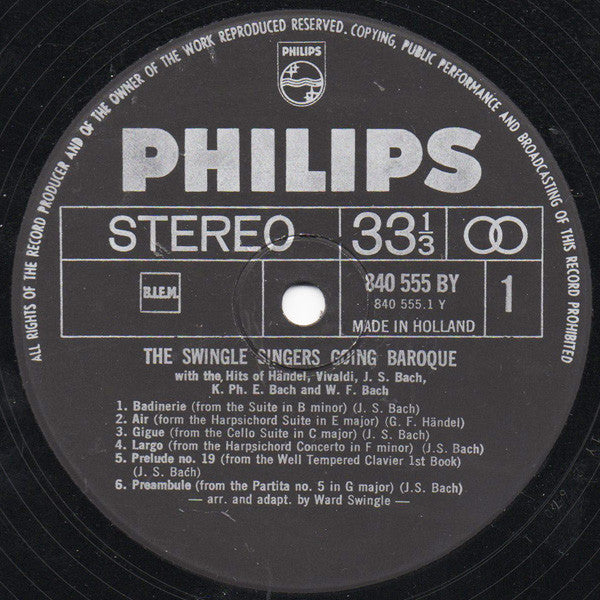 ALL RIGHTS OF THE RECORD PRODUCER AND OF THE OWNER OF THE WORK REPRODUCED RESERVED. COPYING, PUBLIC PERFORMANCE AND BROADCASTING OF THIS RECORD PROHIBITED
PHILIPS
PHILIPS
STEREO 33 1/3
B.I.E.M. 840 555 BY 1
840 555.1 Y
MADE IN HOLLAND
THE SWINGLE SINGERS GOING BAROQUE
with the Hits of Händel, Vivaldi, J. S. Bach,
K. Ph. E. Bach and W. F. Bach
1. Badinerie (from the Suite in B minor) (J. S. Bach)
2. Air (form the Harpsichord Suite in E major) (G. F. Händel)
3. Gigue (from the Cello Suite in C major) (J. S. Bach)
4. Largo (from the Harpsichord Concerto in F minor) (J.S. Bach)
5. Prelude no. 19 (from the Well Tempered Clavier 1st Book)
(J. S. Bach)
6. Preambule (from the Partita no. 5 in G major) (J.S. Bach)
— arr. and adapt. by Ward Swingle —